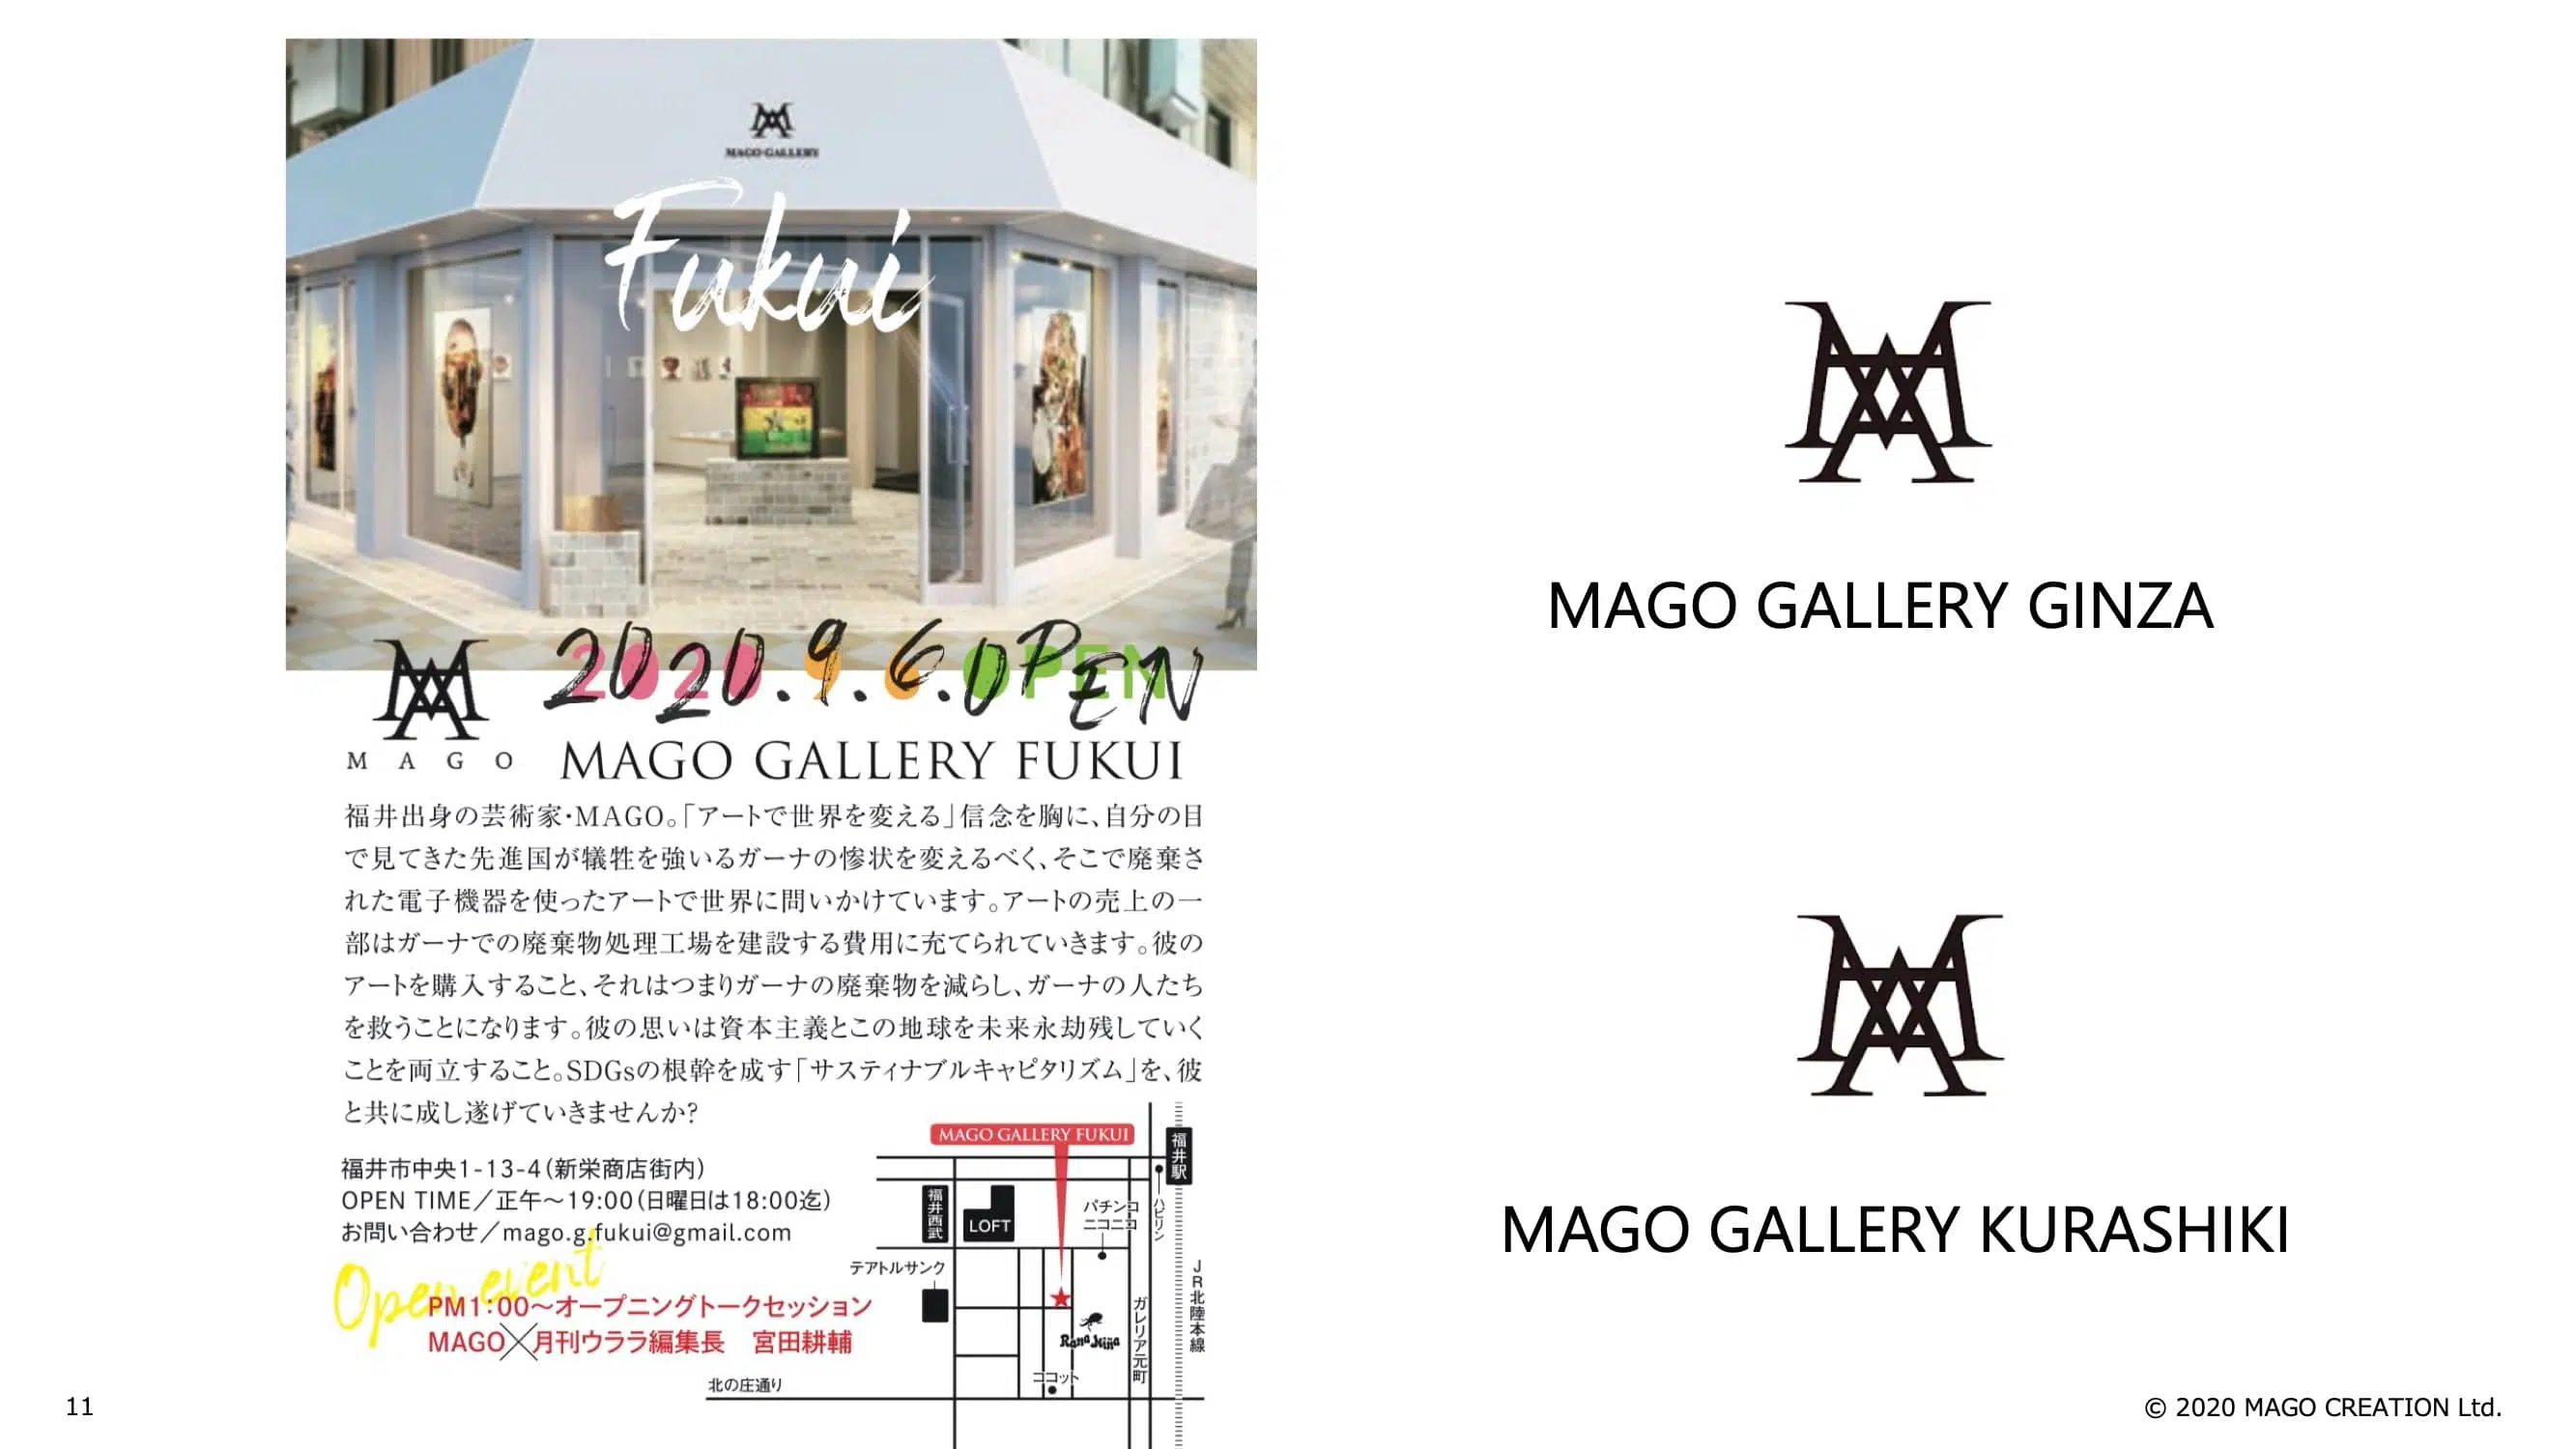 MAGO GALLERY
Fukui
2020.9.6.OPEN
MAGO
MAGO GALLERY FUKUI
福井出身の芸術家・MAGO。「アートで世界を変える」信念を胸に、自分の目
で見てきた先進国が犠牲を強いるガーナの惨状を変えるべく、そこで廃棄さ
れた電子機器を使ったアートで世界に問いかけています。アートの売上の一
部はガーナでの廃棄物処理工場を建設する費用に充てられていきます。彼の
アートを購入すること、それはつまりガーナの廃棄物を減らし、ガーナの人たち
を救うことになります。彼の思いは資本主義とこの地球を未来永劫残していく
ことを両立すること。SDGsの根幹を成す「サスティナブルキャピタリズム」を、彼
と共に成し遂げていきませんか?
福井市中央1-13-4(新栄商店街内)
OPEN TIME/正午〜19:00(日曜日は18:00迄)
お問い合わせ/mago.g.fukui@gmail.com
Open event
PM1:00〜オープニングトークセッション
MAGO×月刊ウララ編集長 宮田耕輔
MAGO GALLERY FUKUI
福井駅
福井西武
LOFT
パチンコ
ニコニコ
ハピリン
テアトルサンク
Rana Hijia
ガレリア元町
JR北陸本線
ココット
北の庄通り
MAGO GALLERY GINZA
MAGO GALLERY KURASHIKI
11
© 2020 MAGO CREATION Ltd.